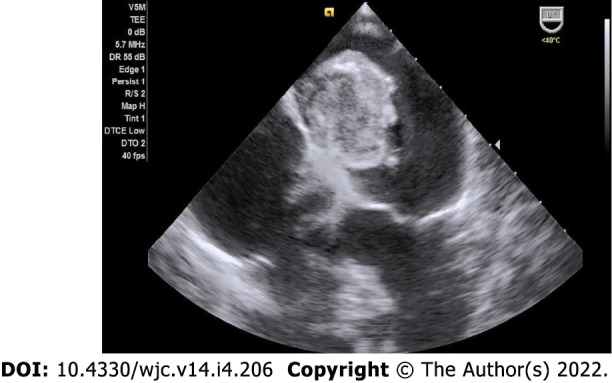 V5M
TEE
0 dB
5.7 MHz
DR 55 dB
Edge 1
Persist 1
R/S 2
Map H
Tint 1
DTCE Low
DTO 2
40 fps
<40°C
DOI: 10.4330/wjc.v14.i4.206 Copyright © The Author(s) 2022.